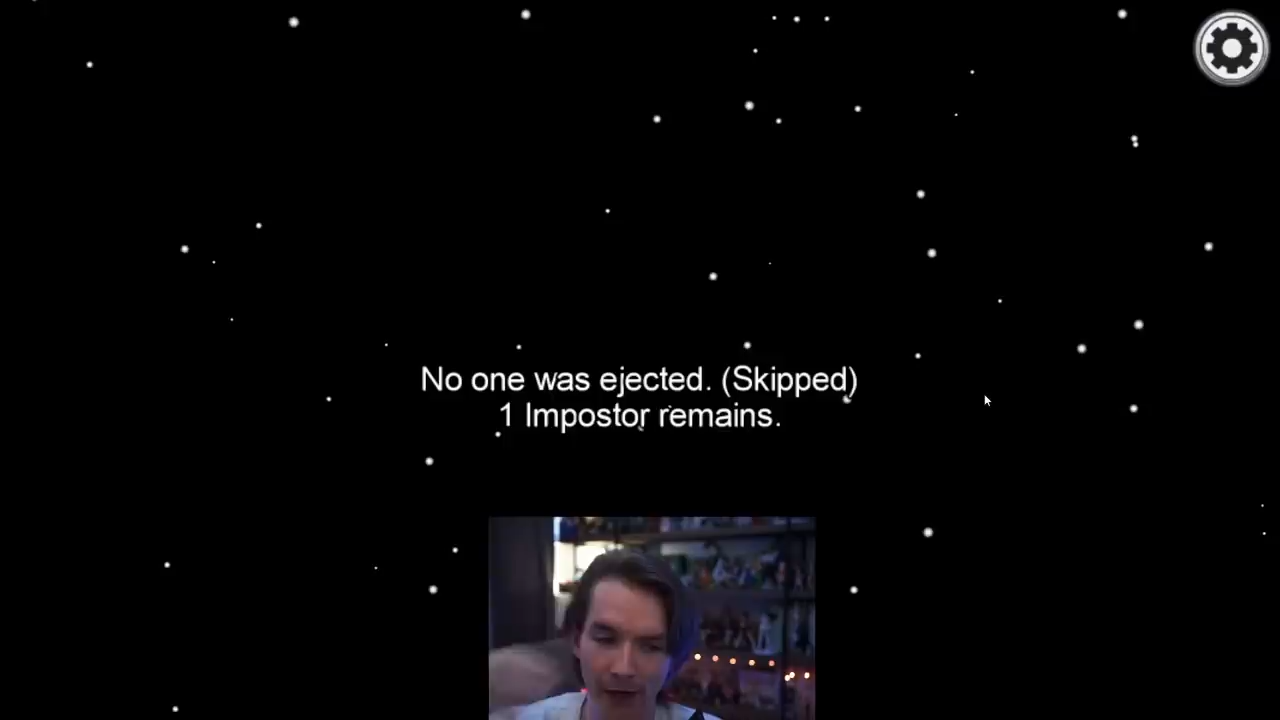 No one was ejected. (Skipped)
1 Impostor remains.